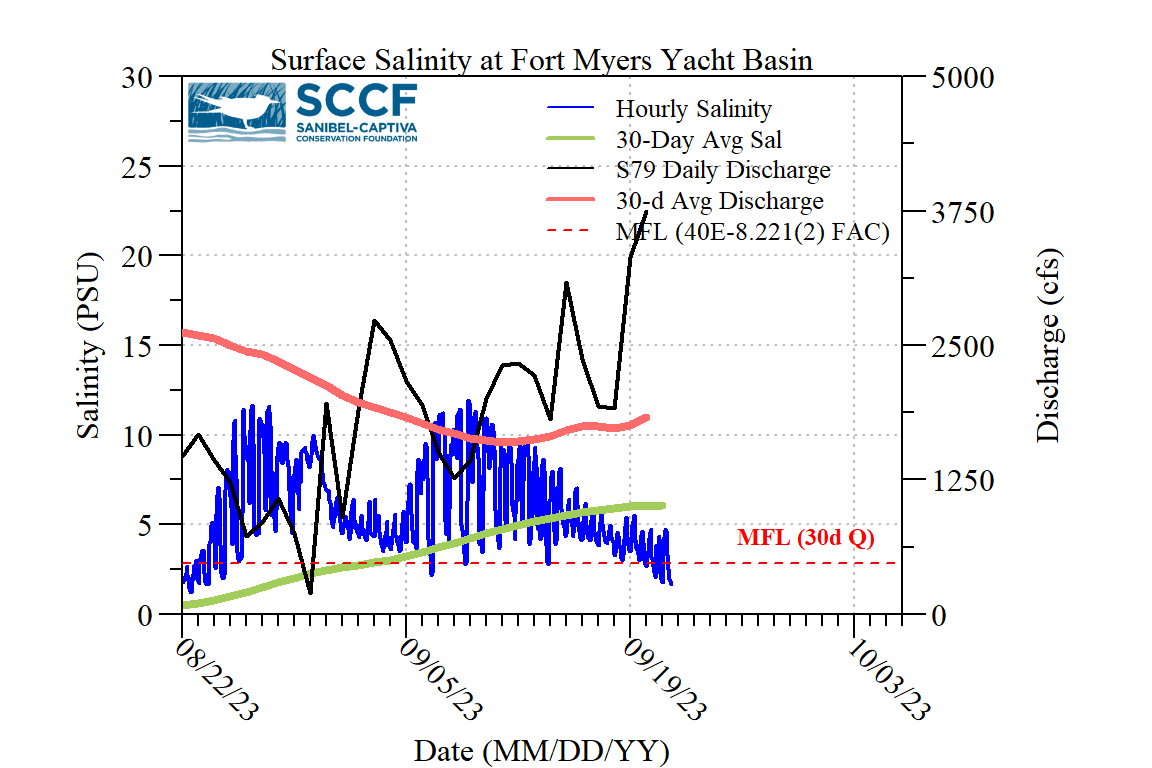 Surface Salinity at Fort Myers Yacht Basin
SCCF
SANIBEL-CAPTIVA
CONSERVATION FOUNDATION
Hourly Salinity
30-Day Avg Sal
S79 Daily Discharge
30-d Avg Discharge
MFL (40E-8.221(2) FAC)
30
25
20
15
10
5
0
Salinity (PSU)
5000
3750
2500
1250
0
Discharge (cfs)
MFL (30d Q)
08/22/23
09/05/23
09/19/23
10/03/23
Date (MM/DD/YY)